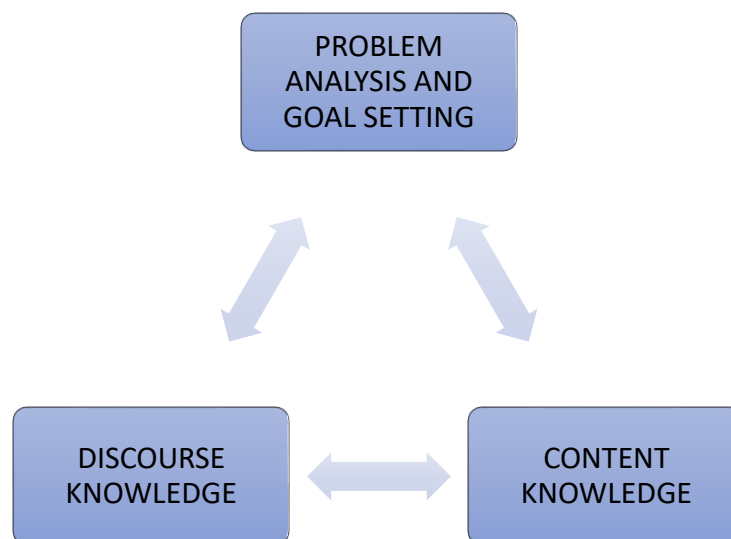 PROBLEM
ANALYSIS AND
GOAL SETTING
DISCOURSE
KNOWLEDGE
CONTENT
KNOWLEDGE